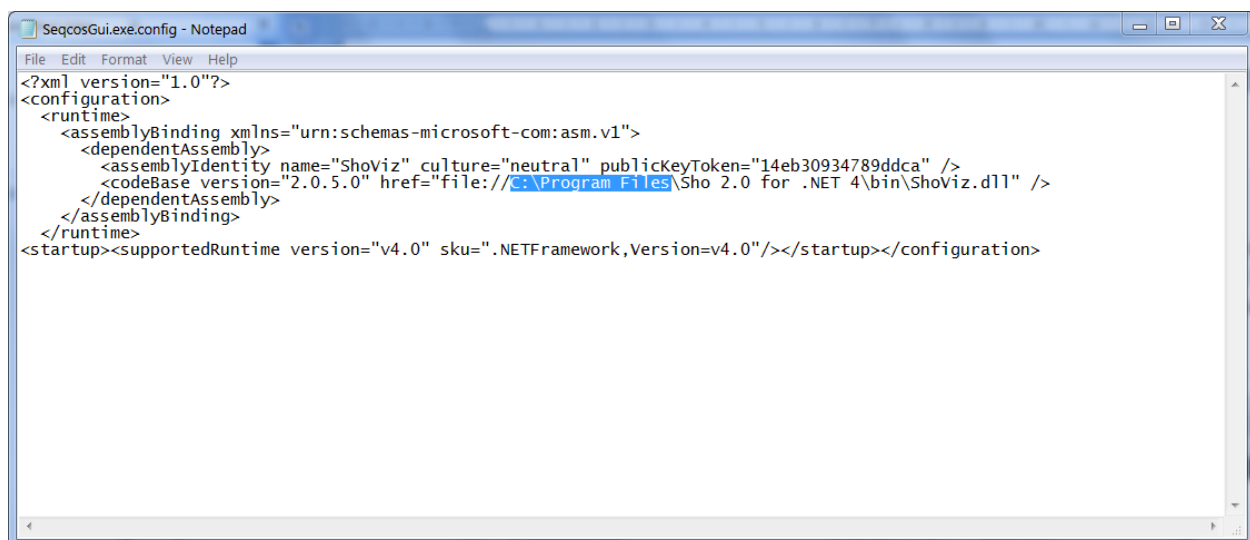 SeqcosGui.exe.config - Notepad
File Edit Format View Help
<?xml version="1.0"?>
<configuration>
  <runtime>
    <assemblyBinding xmlns="urn:schemas-microsoft-com:asm.v1">
      <dependentAssembly>
        <assemblyIdentity name="ShoViz" culture="neutral" publicKeyToken="14eb30934789ddca" />
        <codeBase version="2.0.5.0" href="file://C:\Program Files\Sho 2.0 for .NET 4\bin\ShoViz.dll" />
      </dependentAssembly>
    </assemblyBinding>
  </runtime>
<startup><supportedRuntime version="v4.0" sku=".NETFramework,Version=v4.0"/></startup></configuration>